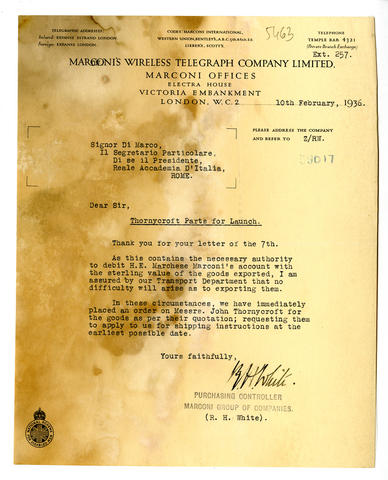 TELEGRAPHIC ADDRESSES
Inland: EXPANSE ESTRAND LONDON.
Foreign: EXPANSE LONDON.
CODES: MARCONI INTERNATIONAL,
WESTERN UNION, BENTLEY'S, A.B.C. 5th & 6th ED.
LIEBER'S, SCOTT'S.
5463
TELEPHONE
TEMPLE BAR 4321
(Private Branch Exchange)
Ext. 257.
MARCONI'S WIRELESS TELEGRAPH COMPANY LIMITED.
MARCONI OFFICES
ELECTRA HOUSE
VICTORIA EMBANKMENT
LONDON, W.C. 2
10th February, 1936.
PLEASE ADDRESS THE COMPANY
AND REFER TO Z/RW.
Signor Di Marco,
Il Segretario Particolare,
Di se il Presidente,
Reale Accademia D'Italia,
ROME.
Dear Sir,
Thornycroft Parts for Launch.
Thank you for your letter of the 7th.
As this contains the necessary authority
to debit H.E. Marchese Marconi's account with
the sterling value of the goods exported, I am
assured by our Transport Department that no
difficulty will arise as to exporting them.
In these circumstances, we have immediately
placed an order on Messrs. John Thornycroft for
the goods as per their quotation; requesting them
to apply to us for shipping instructions at the
earliest possible date.
Yours faithfully,
R H White.
PURCHASING CONTROLLER
MARCONI GROUP OF COMPANIES.
(R. H. White).